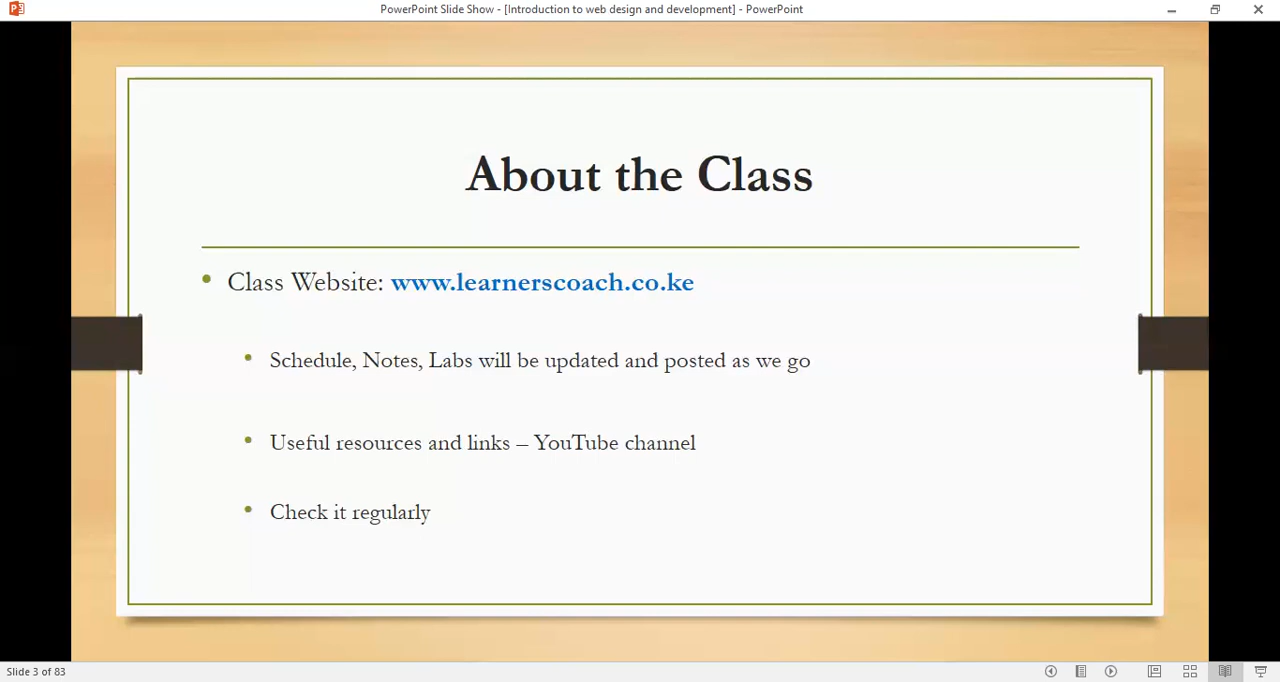 PowerPoint Slide Show - [Introduction to web design and development] - PowerPoint
About the Class
• Class Website: www.learnerscoach.co.ke
• Schedule, Notes, Labs will be updated and posted as we go
• Useful resources and links – YouTube channel
• Check it regularly
Slide 3 of 83